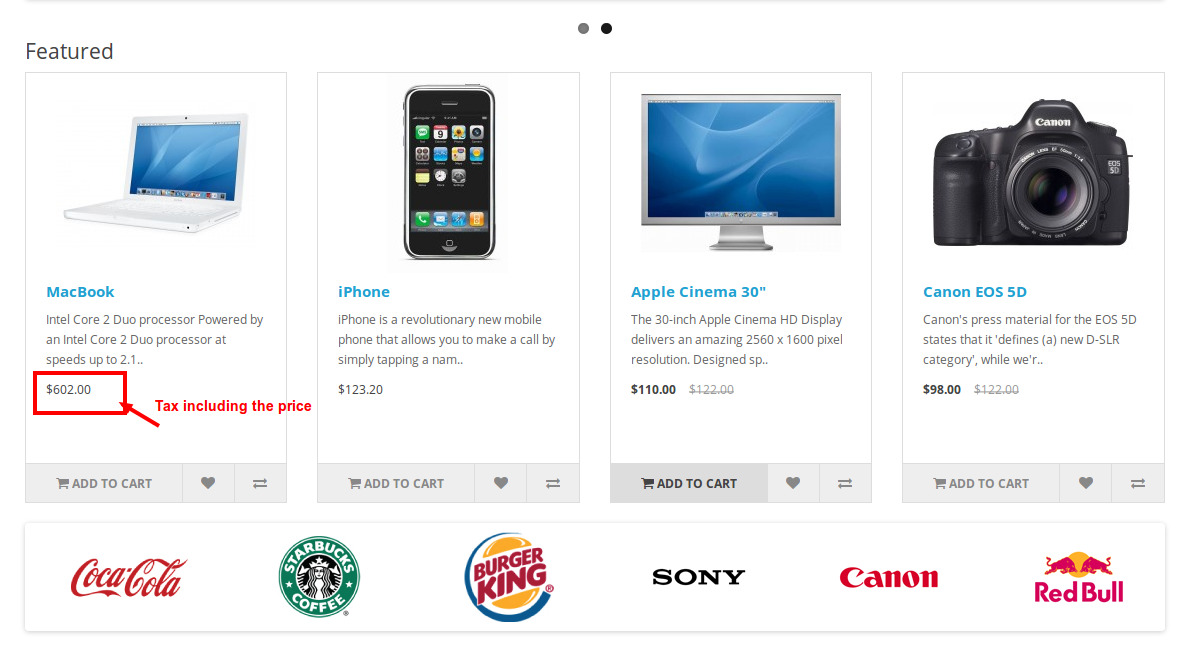 Featured
Canon
EOS
5D
MacBook
Intel Core 2 Duo processor Powered by
an Intel Core 2 Duo processor at
speeds up to 2.1..
$602.00
Tax including the price
ADD TO CART
iPhone
iPhone is a revolutionary new mobile
phone that allows you to make a call by
simply tapping a nam..
$123.20
ADD TO CART
Apple Cinema 30"
The 30-inch Apple Cinema HD Display
delivers an amazing 2560 x 1600 pixel
resolution. Designed sp..
$110.00 $122.00
ADD TO CART
Canon EOS 5D
Canon's press material for the EOS 5D
states that it 'defines (a) new D-SLR
category', while we'r..
$98.00 $122.00
ADD TO CART
Coca-Cola
STARBUCKS
COFFEE
BURGER
KING
SONY
Canon
Red Bull